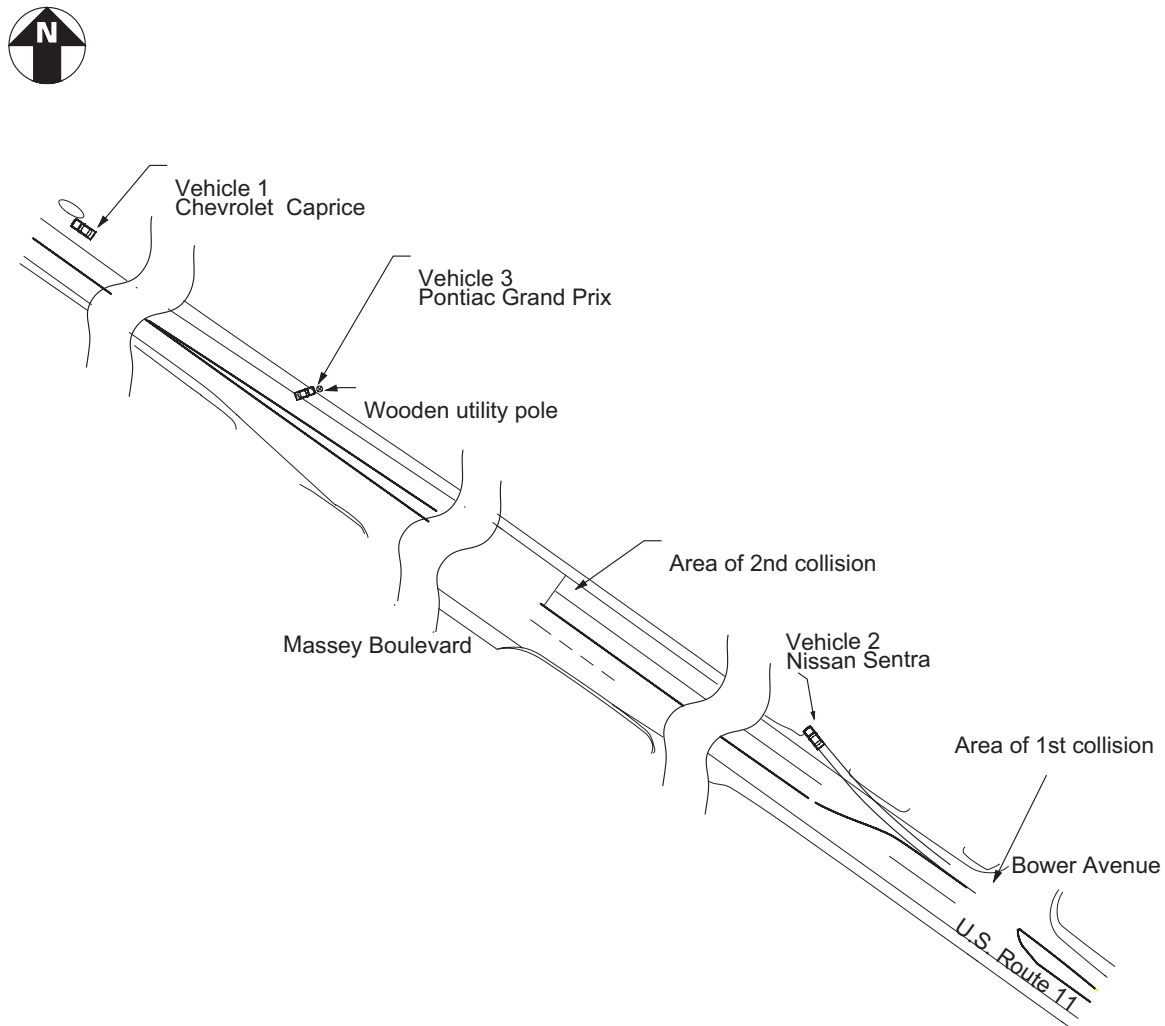 N
Vehicle 1
Chevrolet Caprice
Vehicle 3
Pontiac Grand Prix
Wooden utility pole
Area of 2nd collision
Massey Boulevard
Vehicle 2
Nissan Sentra
Area of 1st collision
Bower Avenue
U.S. Route 11